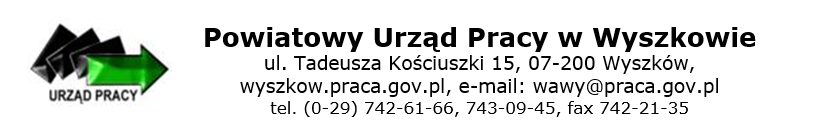 Powiatowy Urząd Pracy w Wyszkowie
ul. Tadeusza Kościuszki 15, 07-200 Wyszków,
wyszkow.praca.gov.pl, e-mail: wawy@praca.gov.pl
tel. (0-29) 742-61-66, 743-09-45, fax 742-21-35
URZĄD PRACY